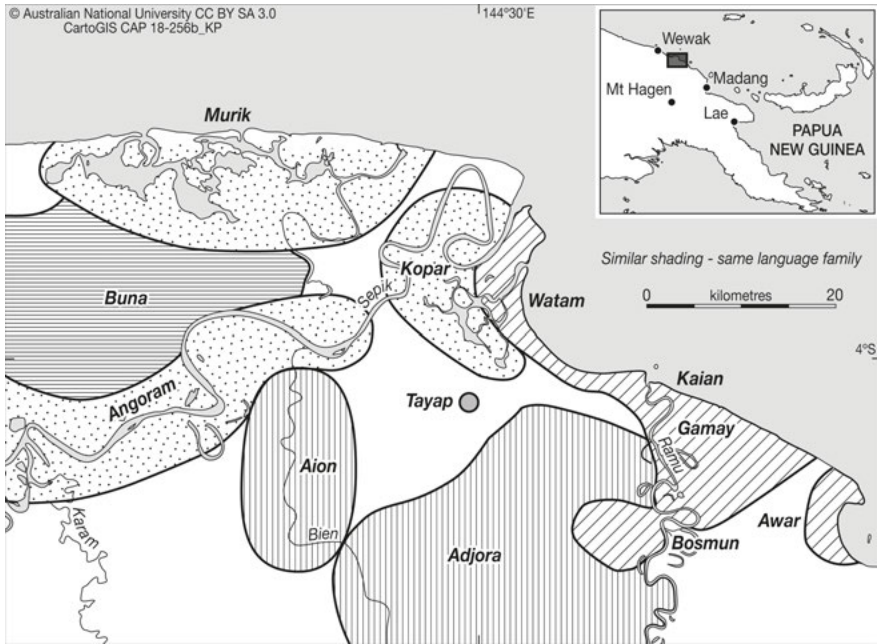 © Australian National University CC BY SA 3.0
CartoGIS CAP 18-256b_KP
144°30'E
Wewak
Madang
Mt Hagen
Lae
PAPUA
NEW GUINEA
Murik
Similar shading - same language family
0 kilometres 20
Kopar
Buna
Sepik
Watam
4°S
Angoram
Kaian
Tayap
Gamay
Ramu
Aion
Karam
Bien
Awar
Bosmun
Adjora